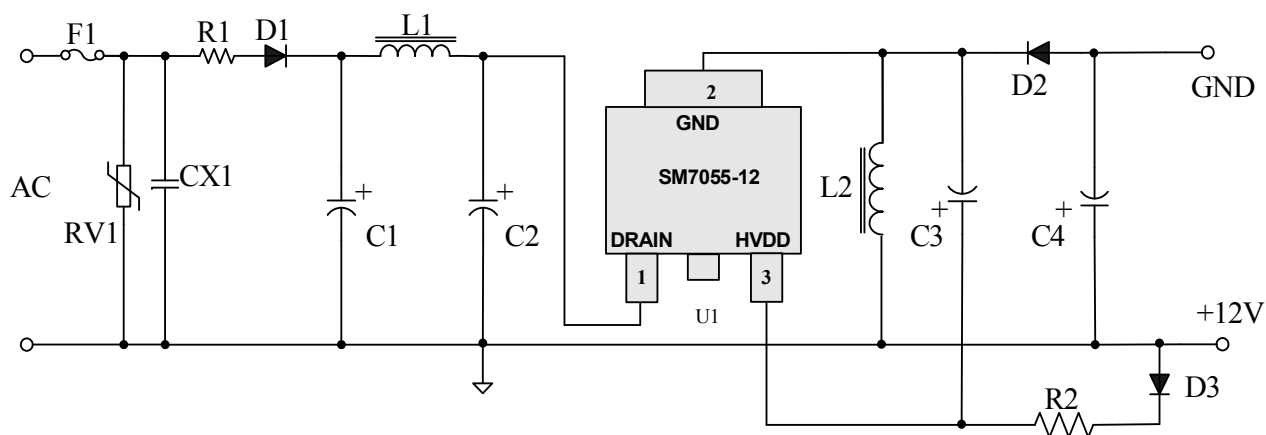 F1
R1
D1
L1
2
GND
D2
GND
AC
RV1
CX1
C1
C2
SM7055-12
L2
C3
C4
DRAIN
HVDD
1
3
U1
+12V
R2
D3
+
+
+
+